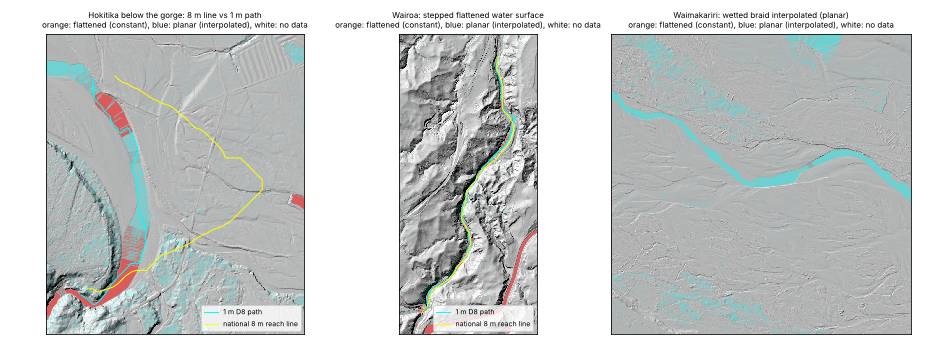 Hokitika below the gorge: 8 m line vs 1 m path
orange: flattened (constant), blue: planar (interpolated), white: no data
1 m D8 path
national 8 m reach line
Wairoa: stepped flattened water surface
orange: flattened (constant), blue: planar (interpolated), white: no data
1 m D8 path
national 8 m reach line
Waimakariri: wetted braid interpolated (planar)
orange: flattened (constant), blue: planar (interpolated), white: no data